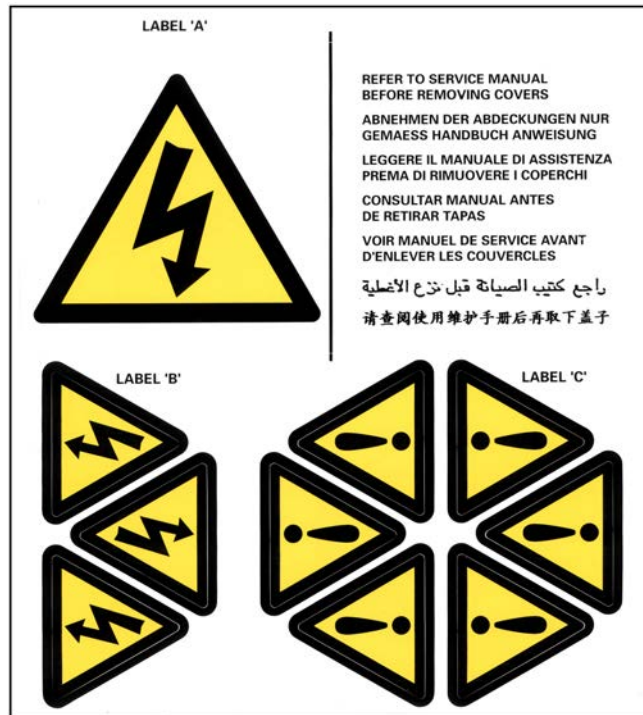 LABEL 'A'
REFER TO SERVICE MANUAL
BEFORE REMOVING COVERS
ABNEHMEN DER ABDECKUNGEN NUR
GEMAESS HANDBUCH ANWEISUNG
LEGGERE IL MANUALE DI ASSISTENZA
PREMA DI RIMUOVERE I COPERCHI
CONSULTAR MANUAL ANTES
DE RETIRAR TAPAS
VOIR MANUEL DE SERVICE AVANT
D'ENLEVER LES COUVERCLES
راجع كتيب الصيانة قبل نزع الأغطية
请查阅使用维护手册后再取下盖子
LABEL 'B'
LABEL 'C'